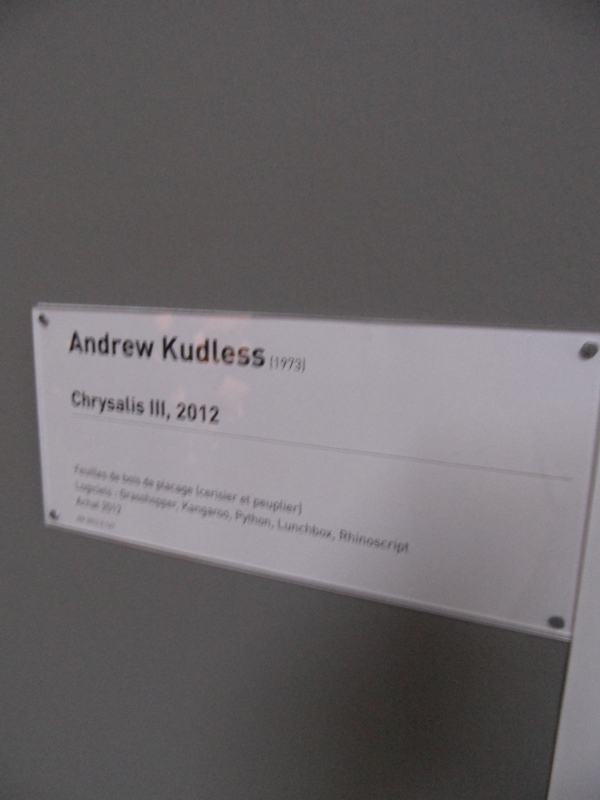 Andrew Kudless (1973)
Chrysalis III, 2012
Feuilles de bois de placage (cerisier et peuplier)
Logiciels : Grasshopper, Kangaroo, Python, Lunchbox, Rhinoscript
Achat 2012